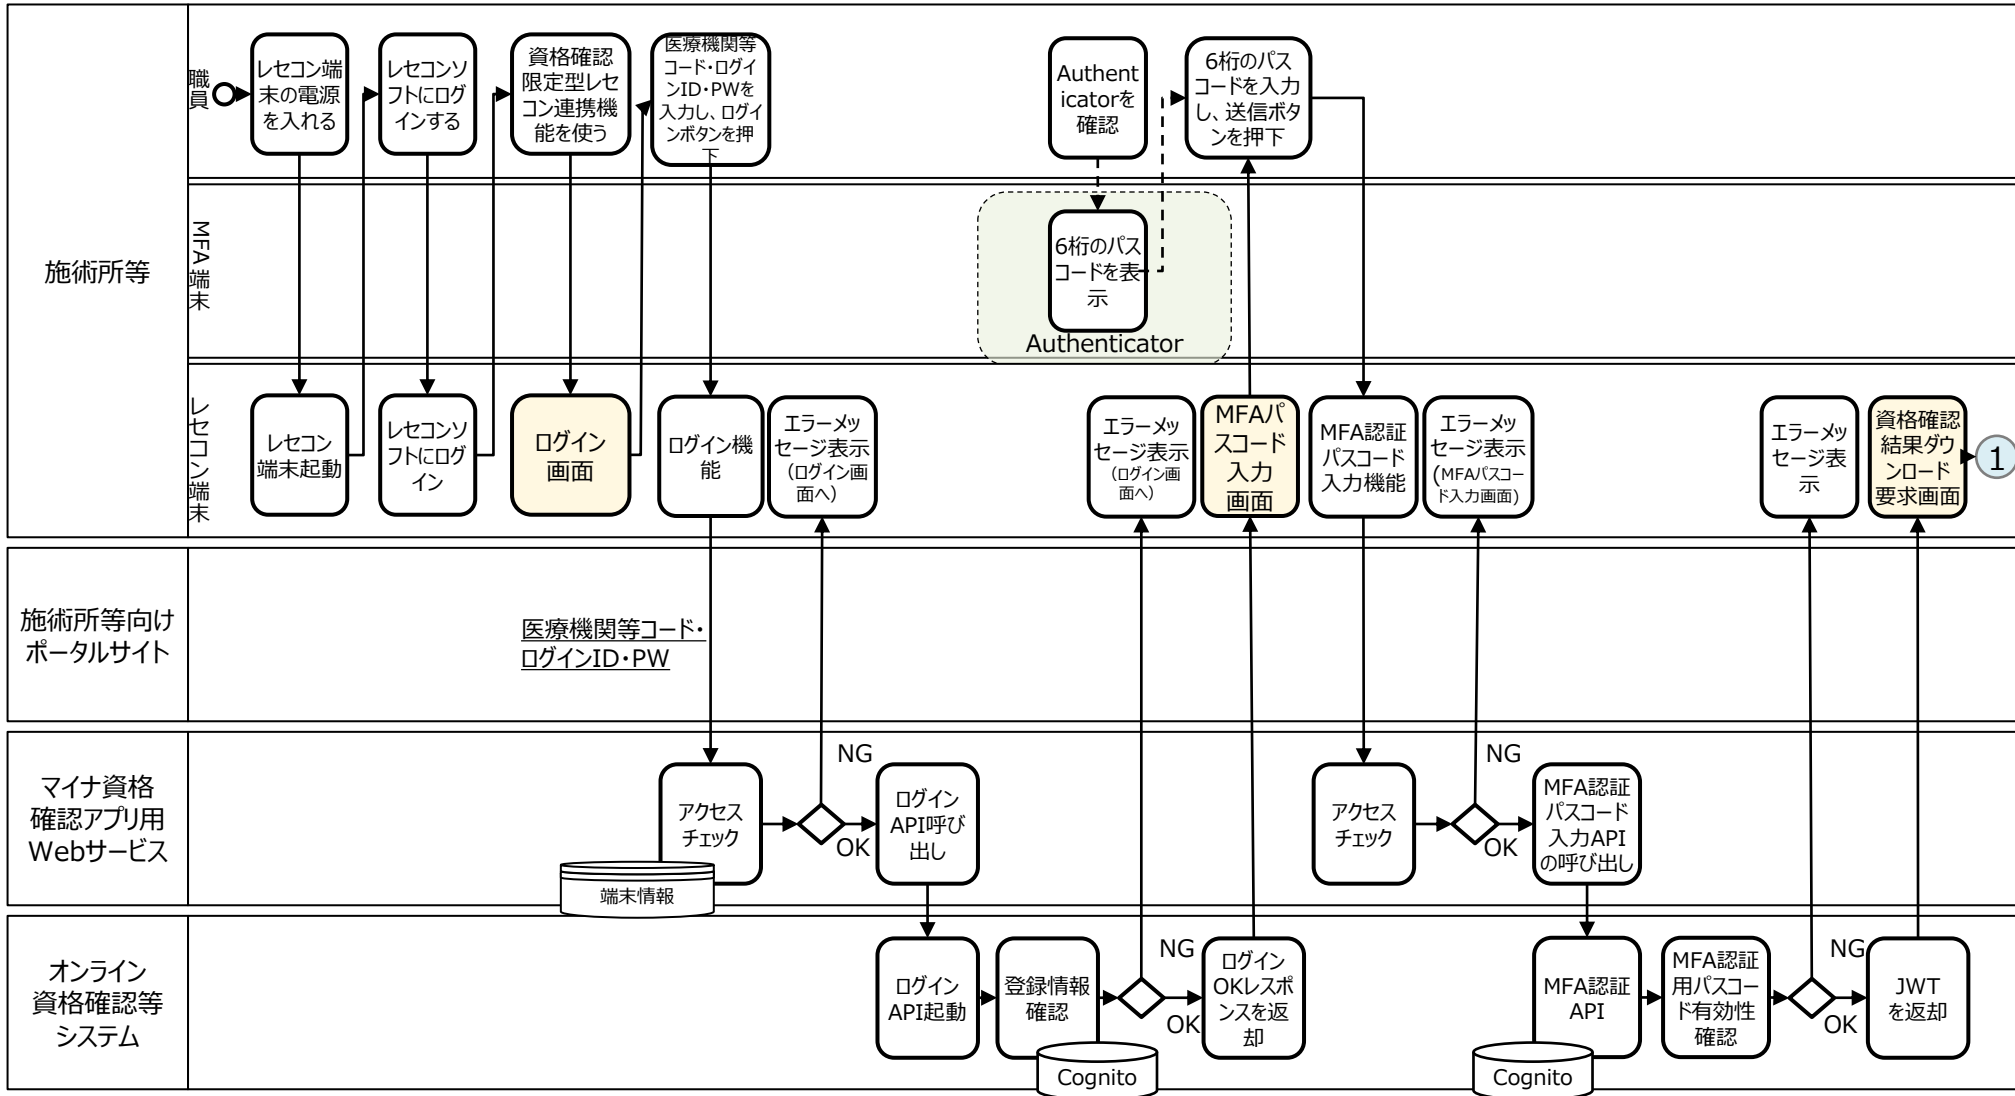 施術所等
職員
レセコン端
末の電源
を入れる
レセコンソ
フトにログ
インする
資格確認
限定型レセ
コン連携機
能を使う
医療機関等
コード・ログイ
ンID・PWを
入力し、ログイ
ンボタンを押
下
Authent
icatorを
確認
6桁のパス
コードを入力
し、送信ボタ
ンを押下
MFA端末
6桁のパス
コードを表
示
Authenticator
レセコン端末
レセコン
端末起動
レセコンソ
フトにログ
イン
ログイン
画面
ログイン機
能
エラーメッ
セージ表示
(ログイン画
面へ)
エラーメッ
セージ表示
(ログイン画
面へ)
MFAパ
スコード
入力
画面
MFA認証
パスコード
入力機能
エラーメッ
セージ表示
(MFAパスコー
ド入力画面)
エラーメッ
セージ表
示
資格確認
結果ダウ
ンロード
要求画面
1
施術所等向け
ポータルサイト
医療機関等コード・
ログインID・PW
マイナ資格
確認アプリ用
Webサービス
アクセス
チェック
端末情報
NG
OK
ログイン
API呼び
出し
アクセス
チェック
NG
OK
MFA認証
パスコード
入力API
の呼び出し
オンライン
資格確認等
システム
ログイン
API起動
登録情報
確認
Cognito
NG
OK
ログイン
OKレスポ
ンスを返
却
MFA認証
API
Cognito
MFA認証
用パスコー
ド有効性
確認
NG
OK
JWT
を返却